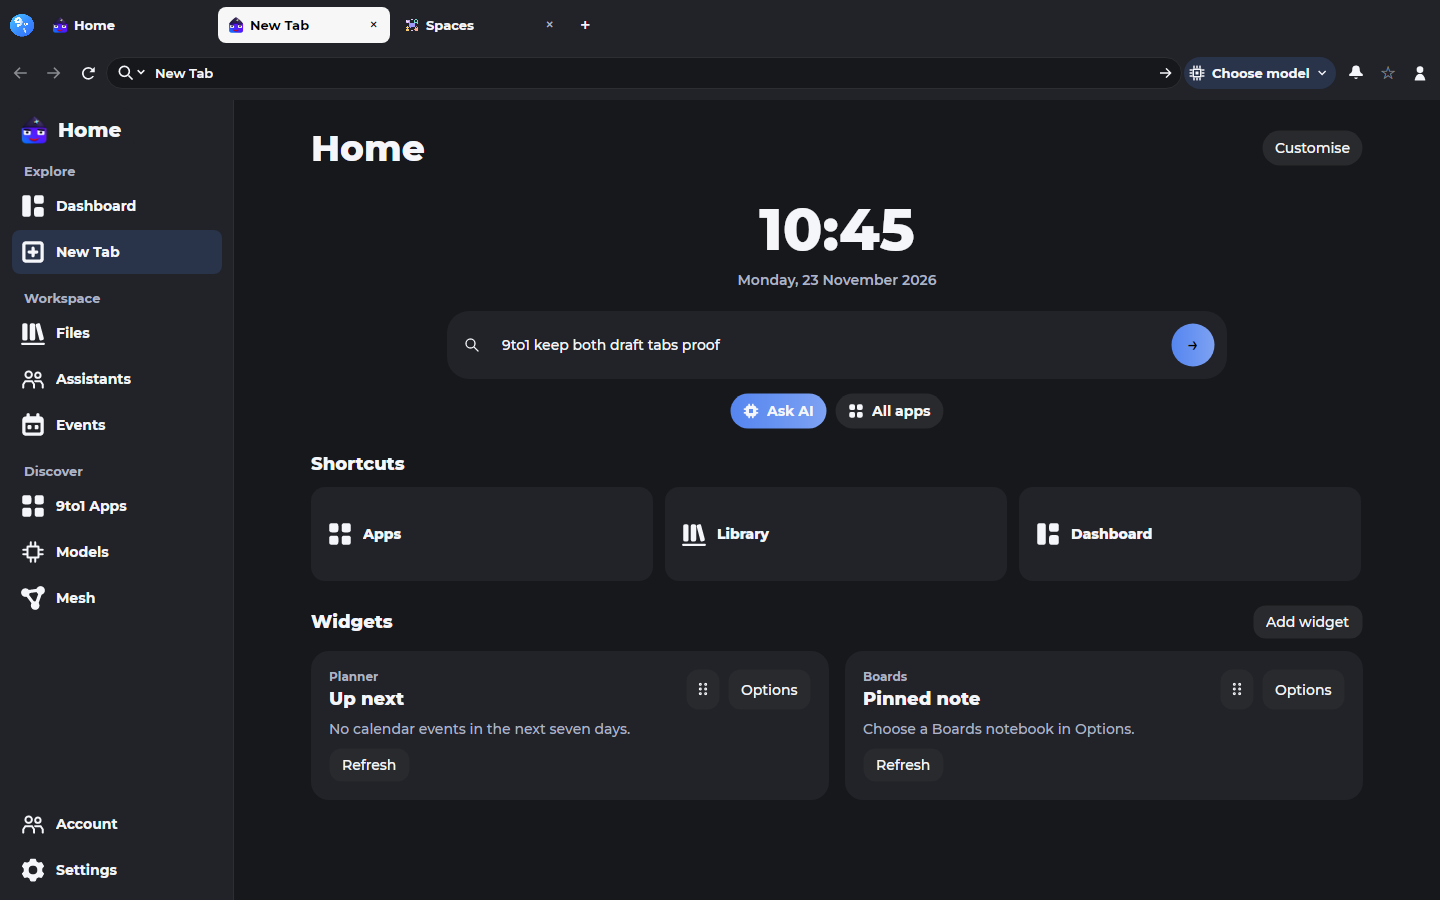 Home
New Tab
Spaces
New Tab
Choose model
Home
Explore
Dashboard
New Tab
Workspace
Files
Assistants
Events
Discover
9to1 Apps
Models
Mesh
Account
Settings
Home
Customise
10:45
Monday, 23 November 2026
9to1 keep both draft tabs proof
Ask AI
All apps
Shortcuts
Apps
Library
Dashboard
Widgets
Add widget
Planner
Up next
Options
No calendar events in the next seven days.
Refresh
Boards
Pinned note
Options
Choose a Boards notebook in Options.
Refresh